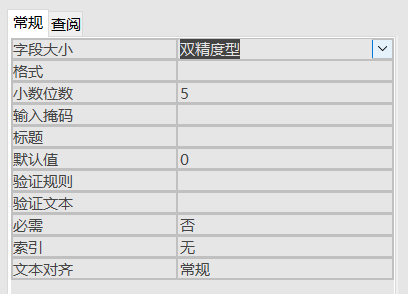 常规 查阅
字段大小 双精度型
格式
小数位数 5
输入掩码
标题
默认值 0
验证规则
验证文本
必需 否
索引 无
文本对齐 常规